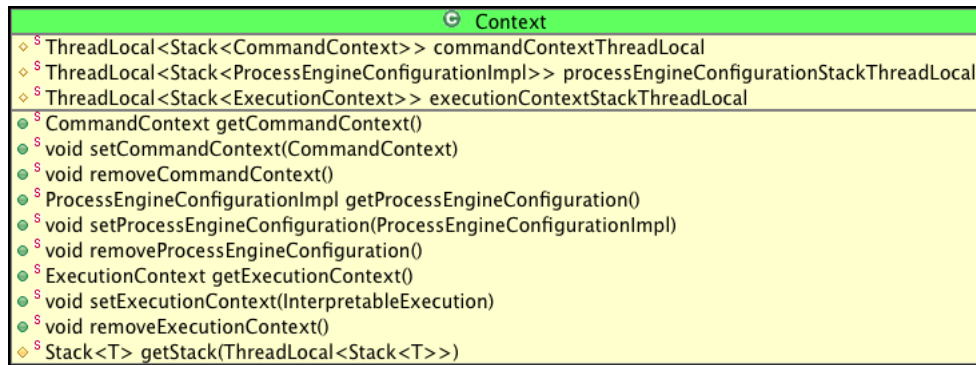 C Context
S ThreadLocal<Stack<CommandContext>> commandContextThreadLocal
S ThreadLocal<Stack<ProcessEngineConfigurationImpl>> processEngineConfigurationStackThreadLocal
S ThreadLocal<Stack<ExecutionContext>> executionContextStackThreadLocal
S CommandContext getCommandContext()
S void setCommandContext(CommandContext)
S void removeCommandContext()
S ProcessEngineConfigurationImpl getProcessEngineConfiguration()
S void setProcessEngineConfiguration(ProcessEngineConfigurationImpl)
S void removeProcessEngineConfiguration()
S ExecutionContext getExecutionContext()
S void setExecutionContext(InterpretableExecution)
S void removeExecutionContext()
S Stack<T> getStack(ThreadLocal<Stack<T>>)